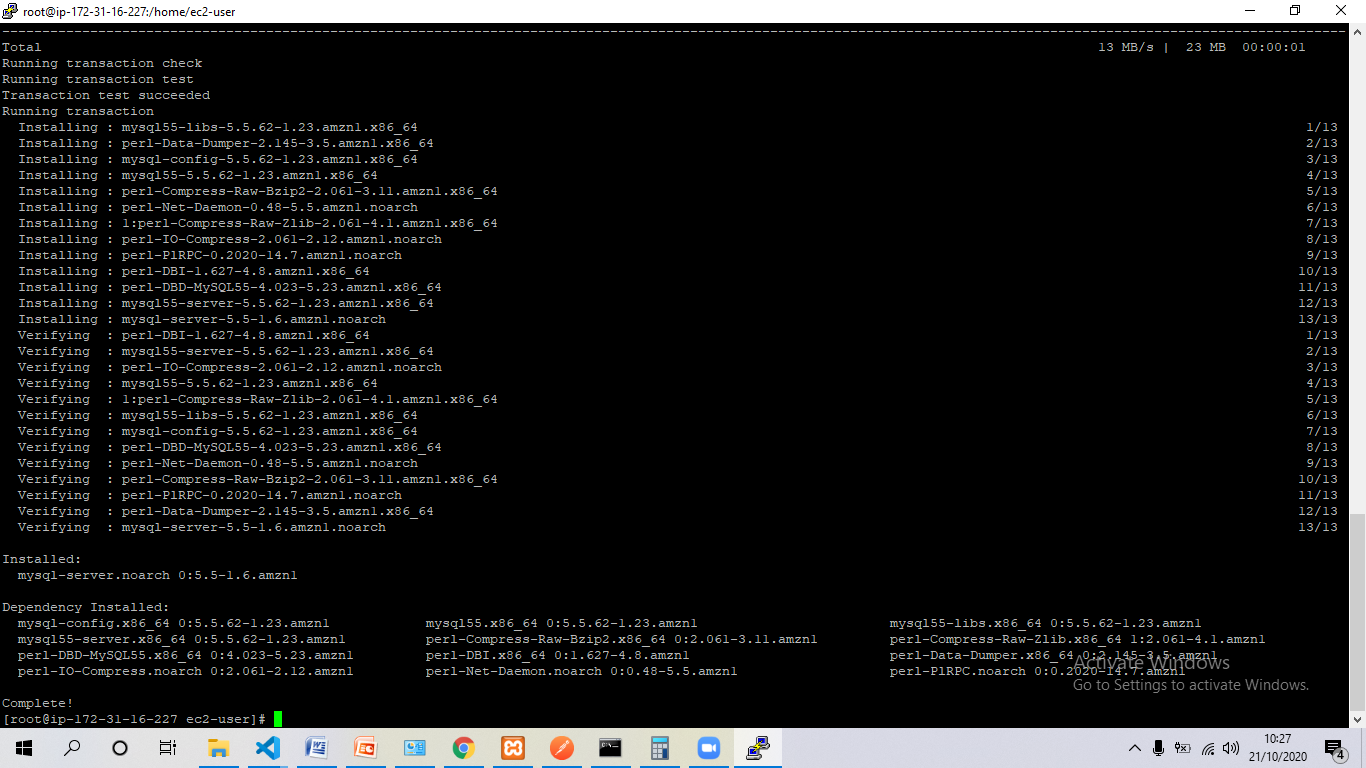 root@ip-172-31-16-227:/home/ec2-user
Total 13 MB/s | 23 MB 00:00:01
Running transaction check
Running transaction test
Transaction test succeeded
Running transaction
Installing : mysql55-libs-5.5.62-1.23.amzn1.x86_64 1/13
Installing : perl-Data-Dumper-2.145-3.5.amzn1.x86_64 2/13
Installing : mysql-config-5.5.62-1.23.amzn1.x86_64 3/13
Installing : mysql55-5.5.62-1.23.amzn1.x86_64 4/13
Installing : perl-Compress-Raw-Bzip2-2.061-3.11.amzn1.x86_64 5/13
Installing : perl-Net-Daemon-0.48-5.5.amzn1.noarch 6/13
Installing : 1:perl-Compress-Raw-Zlib-2.061-4.1.amzn1.x86_64 7/13
Installing : perl-IO-Compress-2.061-2.12.amzn1.noarch 8/13
Installing : perl-PlRPC-0.2020-14.7.amzn1.noarch 9/13
Installing : perl-DBI-1.627-4.8.amzn1.x86_64 10/13
Installing : perl-DBD-MySQL55-4.023-5.23.amzn1.x86_64 11/13
Installing : mysql55-server-5.5.62-1.23.amzn1.x86_64 12/13
Installing : mysql-server-5.5-1.6.amzn1.noarch 13/13
Verifying : perl-DBI-1.627-4.8.amzn1.x86_64 1/13
Verifying : mysql55-server-5.5.62-1.23.amzn1.x86_64 2/13
Verifying : perl-IO-Compress-2.061-2.12.amzn1.noarch 3/13
Verifying : mysql55-5.5.62-1.23.amzn1.x86_64 4/13
Verifying : 1:perl-Compress-Raw-Zlib-2.061-4.1.amzn1.x86_64 5/13
Verifying : mysql55-libs-5.5.62-1.23.amzn1.x86_64 6/13
Verifying : mysql-config-5.5.62-1.23.amzn1.x86_64 7/13
Verifying : perl-DBD-MySQL55-4.023-5.23.amzn1.x86_64 8/13
Verifying : perl-Net-Daemon-0.48-5.5.amzn1.noarch 9/13
Verifying : perl-Compress-Raw-Bzip2-2.061-3.11.amzn1.x86_64 10/13
Verifying : perl-PlRPC-0.2020-14.7.amzn1.noarch 11/13
Verifying : perl-Data-Dumper-2.145-3.5.amzn1.x86_64 12/13
Verifying : mysql-server-5.5-1.6.amzn1.noarch 13/13
Installed:
mysql-server.noarch 0:5.5-1.6.amzn1
Dependency Installed:
mysql-config.x86_64 0:5.5.62-1.23.amzn1 mysql55.x86_64 0:5.5.62-1.23.amzn1 mysql55-libs.x86_64 0:5.5.62-1.23.amzn1
mysql55-server.x86_64 0:5.5.62-1.23.amzn1 perl-Compress-Raw-Bzip2.x86_64 0:2.061-3.11.amzn1 perl-Compress-Raw-Zlib.x86_64 1:2.061-4.1.amzn1
perl-DBD-MySQL55.x86_64 0:4.023-5.23.amzn1 perl-DBI.x86_64 0:1.627-4.8.amzn1 perl-Data-Dumper.x86_64 0:2.145-3.5.amzn1
perl-IO-Compress.noarch 0:2.061-2.12.amzn1 perl-Net-Daemon.noarch 0:0.48-5.5.amzn1 perl-PlRPC.noarch 0:0.2020-14.7.amzn1
Activate Windows
Go to Settings to activate Windows.
Complete!
[root@ip-172-31-16-227 ec2-user]#
10:27
21/10/2020
4